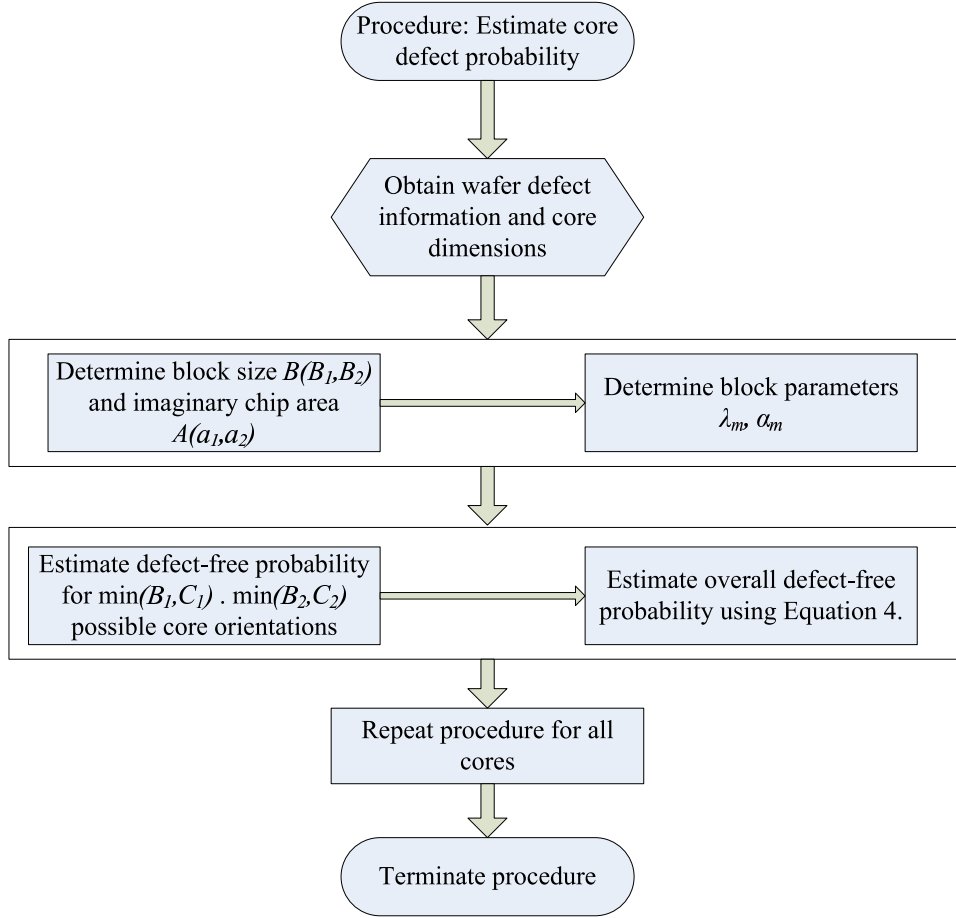 Procedure: Estimate core
defect probability
Obtain wafer defect
information and core
dimensions
Determine block size B(B₁,B₂)
and imaginary chip area
A(a₁,a₂)
Determine block parameters
λₘ, αₘ
Estimate defect-free probability
for min(B₁,C₁) . min(B₂,C₂)
possible core orientations
Estimate overall defect-free
probability using Equation 4.
Repeat procedure for all
cores
Terminate procedure